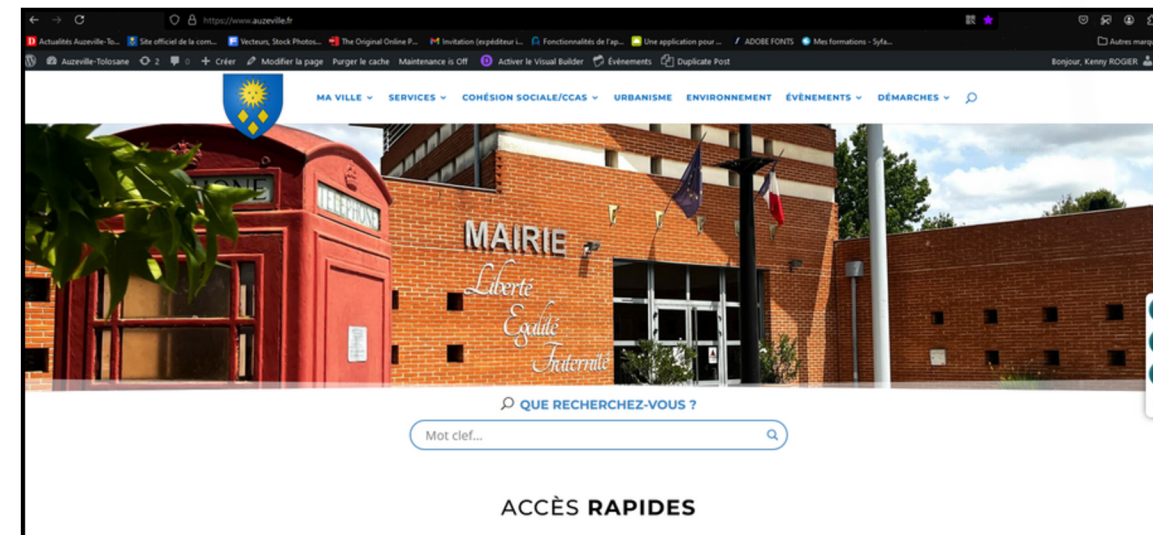 https://www.auzeville.fr
Actualités Auzeville-To... Site officiel de la com... Vecteurs, Stock Photos... The Original Online P... Invitation (expéditeur i... Fonctionnalités de l'ap... Une application pour ... ADOBE FONTS Mes formations - Syfa... Autres marq
Auzeville-Tolosane 2 0 + Créer Modifier la page Purger le cache Maintenance is Off Activer le Visual Builder Évènements Duplicate Post Bonjour, Kenny ROGIER
MA VILLE SERVICES COHÉSION SOCIALE/CCAS URBANISME ENVIRONNEMENT ÉVÈNEMENTS DÉMARCHES
TELEPHONE
MAIRIE
Liberté
Egalité
Fraternité
QUE RECHERCHEZ-VOUS ?
Mot clef...
ACCÈS RAPIDES